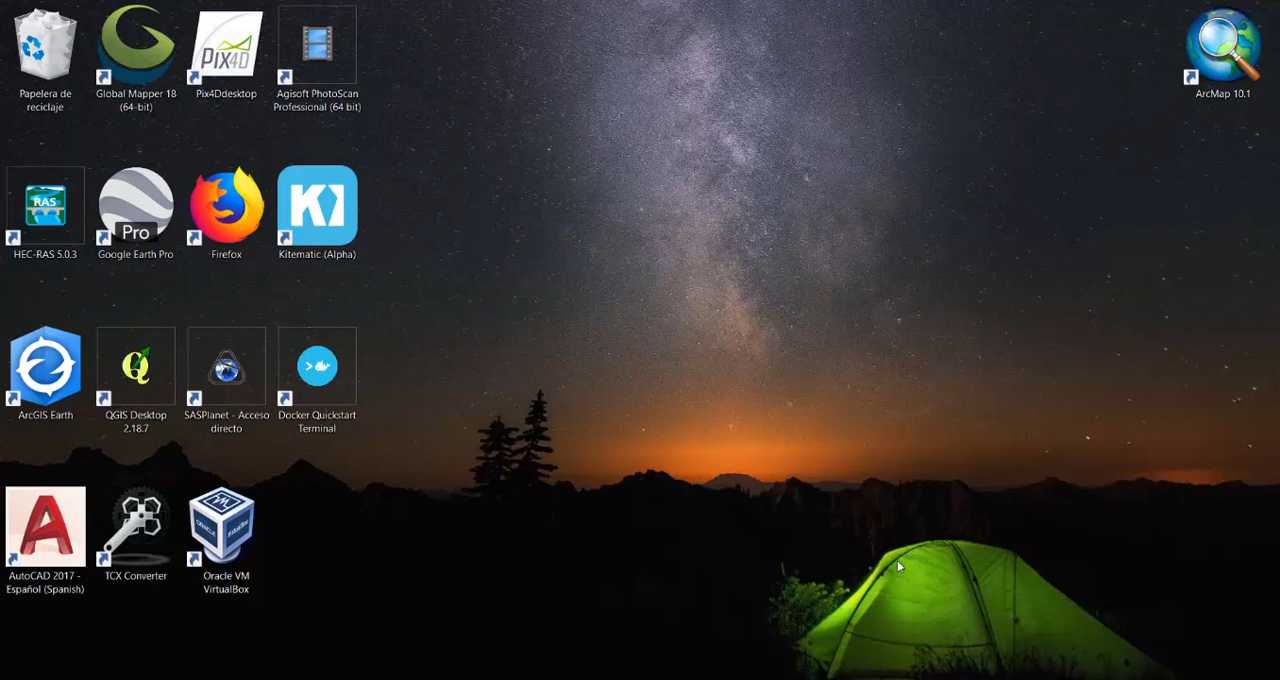 Papelera de
reciclaje
Global Mapper 18
(64-bit)
PIX4D
Pix4Ddesktop
Agisoft PhotoScan
Professional (64 bit)
ArcMap 10.1
RAS
HEC-RAS 5.0.3
Pro
Google Earth Pro
Firefox
Kitematic (Alpha)
ArcGIS Earth
QGIS Desktop
2.18.7
SASPlanet - Acceso
directo
Docker Quickstart
Terminal
AutoCAD 2017 -
Español (Spanish)
TCX Converter
Oracle VM
VirtualBox